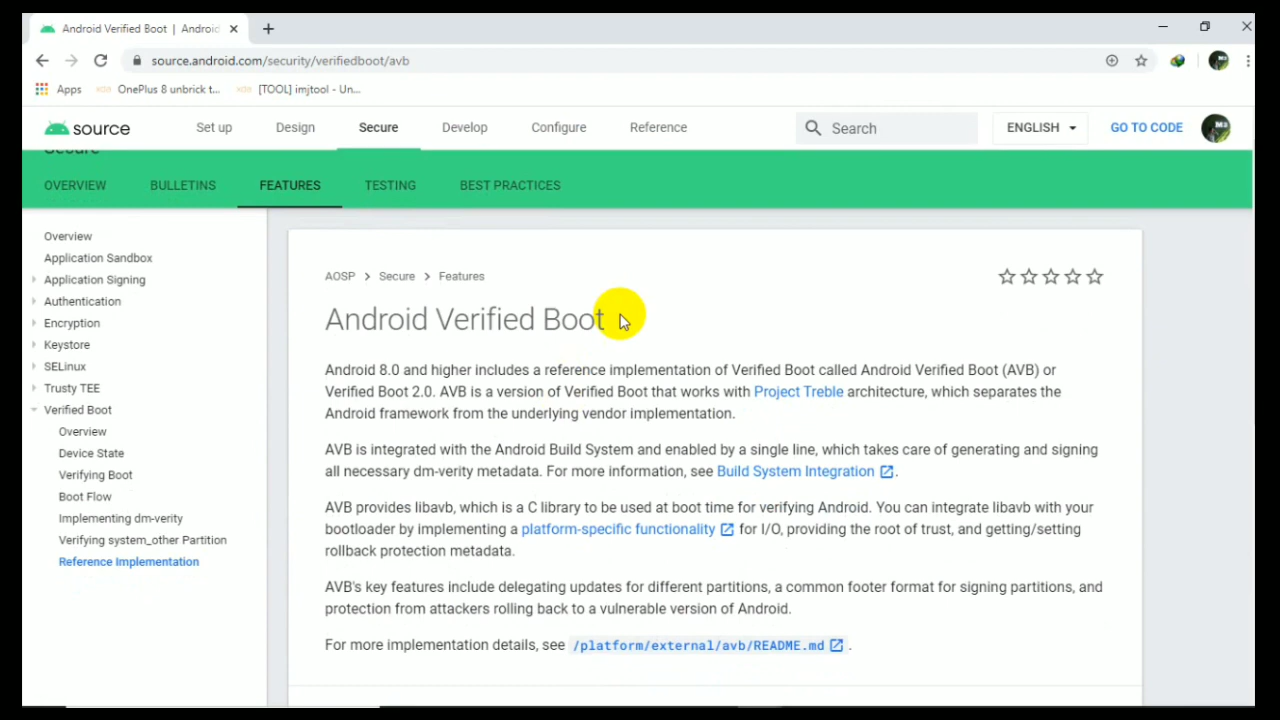 Android Verified Boot | Android
source.android.com/security/verifiedboot/avb
Apps
OnePlus 8 unbrick t...
[TOOL] imjtool - Un...
source
Set up
Design
Secure
Develop
Configure
Reference
Search
ENGLISH
GO TO CODE
Secure
OVERVIEW
BULLETINS
FEATURES
TESTING
BEST PRACTICES
Overview
Application Sandbox
Application Signing
Authentication
Encryption
Keystore
SELinux
Trusty TEE
Verified Boot
Overview
Device State
Verifying Boot
Boot Flow
Implementing dm-verity
Verifying system_other Partition
Reference Implementation
AOSP > Secure > Features
Android Verified Boot
Android 8.0 and higher includes a reference implementation of Verified Boot called Android Verified Boot (AVB) or
Verified Boot 2.0. AVB is a version of Verified Boot that works with Project Treble architecture, which separates the
Android framework from the underlying vendor implementation.
AVB is integrated with the Android Build System and enabled by a single line, which takes care of generating and signing
all necessary dm-verity metadata. For more information, see Build System Integration.
AVB provides libavb, which is a C library to be used at boot time for verifying Android. You can integrate libavb with your
bootloader by implementing a platform-specific functionality for I/O, providing the root of trust, and getting/setting
rollback protection metadata.
AVB's key features include delegating updates for different partitions, a common footer format for signing partitions, and
protection from attackers rolling back to a vulnerable version of Android.
For more implementation details, see /platform/external/avb/README.md .